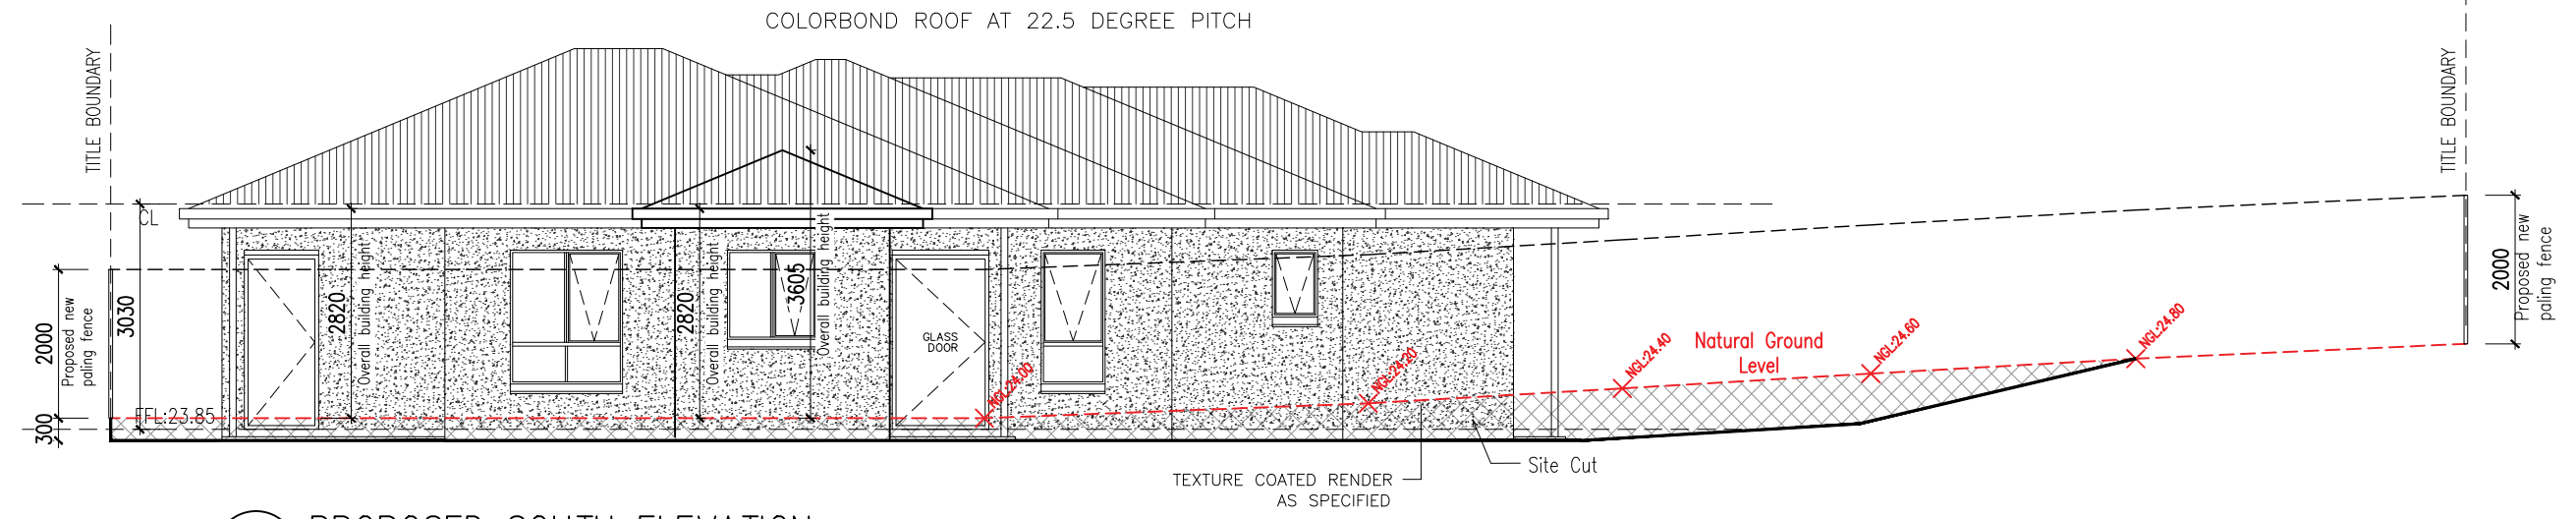 COLORBOND ROOF AT 22.5 DEGREE PITCH
TITLE BOUNDARY
TITLE BOUNDARY
CL
2000
Proposed new
paling fence
3030
300
FFL:23.85
2820
Overall building height
2820
Overall building height
3605
Overall building height
GLASS
DOOR
NGL:24.00
NGL:24.20
NGL:24.40
Natural Ground
Level
NGL:24.60
NGL:24.80
2000
Proposed new
paling fence
Site Cut
TEXTURE COATED RENDER
AS SPECIFIED
PROPOSED SOUTH ELEVATION